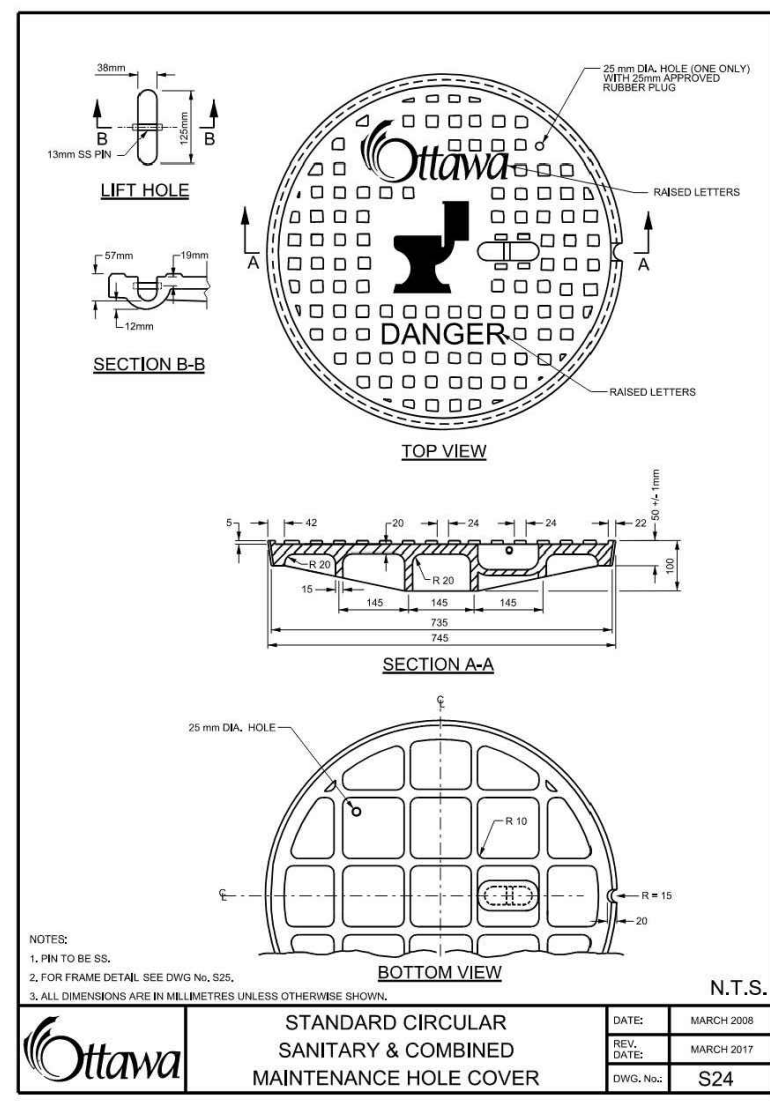 38mm
125mm
B
B
13mm SS PIN
LIFT HOLE
25 mm DIA. HOLE (ONE ONLY)
WITH 25mm APPROVED
RUBBER PLUG
Ottawa
RAISED LETTERS
A
A
57mm
19mm
12mm
SECTION B-B
DANGER
RAISED LETTERS
TOP VIEW
5
42
20
24
24
22
50 +/- 1mm
100
R 20
R 20
15
145
145
145
735
745
SECTION A-A
25 mm DIA. HOLE
R 10
R = 15
20
BOTTOM VIEW
NOTES:
1. PIN TO BE SS.
2. FOR FRAME DETAIL SEE DWG No. S25.
3. ALL DIMENSIONS ARE IN MILLIMETRES UNLESS OTHERWISE SHOWN.
N.T.S.
Ottawa
STANDARD CIRCULAR
SANITARY & COMBINED
MAINTENANCE HOLE COVER
DATE: MARCH 2008
REV. DATE: MARCH 2017
DWG. No.: S24